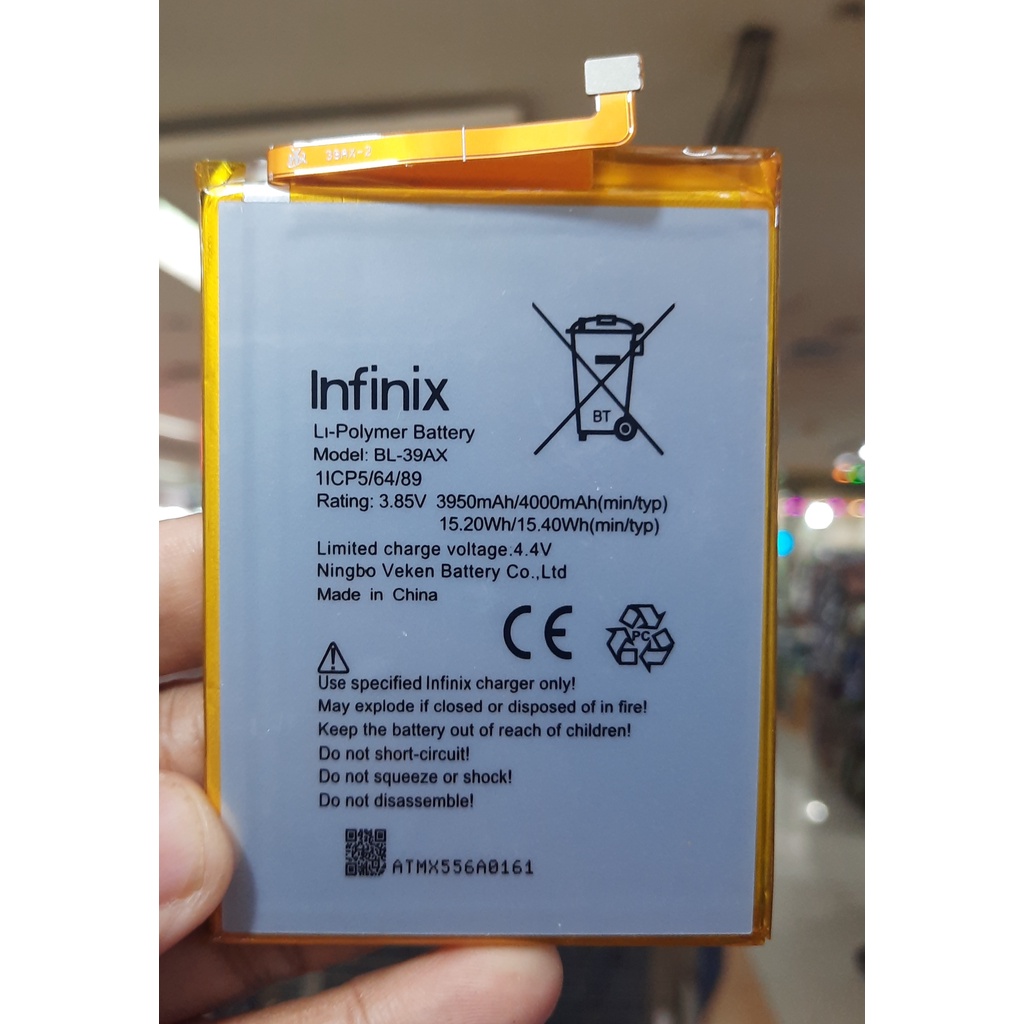 BT
Infinix
Li-Polymer Battery
Model: BL-39AX
1ICP5/64/89
Rating: 3.85V 3950mAh/4000mAh(min/typ)
15.20Wh/15.40Wh(min/typ)
Limited charge voltage.4.4V
Ningbo Veken Battery Co.,Ltd
Made in China
CE
PC
Use specified Infinix charger only!
May explode if closed or disposed of in fire!
Keep the battery out of reach of children!
Do not short-circuit!
Do not squeeze or shock!
Do not disassemble!
ATMX556A0161